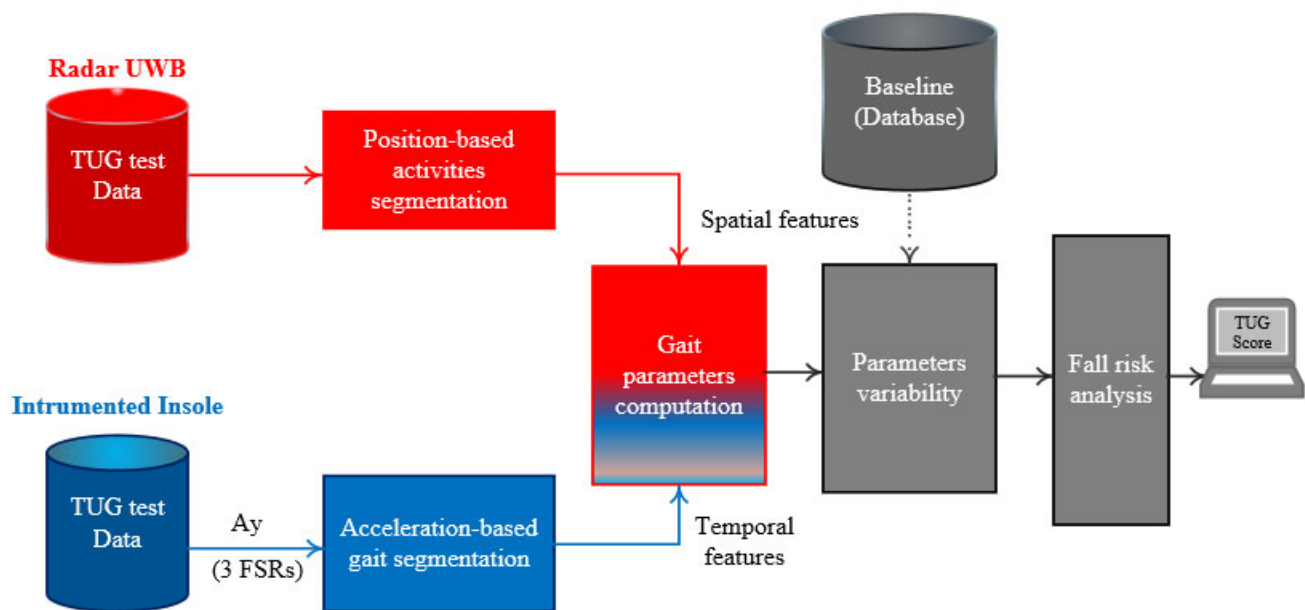 Radar UWB
TUG test
Data
Position-based
activities
segmentation
Baseline
(Database)
Spatial features
Gait
parameters
computation
Parameters
variability
Fall risk
analysis
TUG
Score
Intrumented Insole
TUG test
Data
Ay
(3 FSRs)
Acceleration-based
gait segmentation
Temporal
features